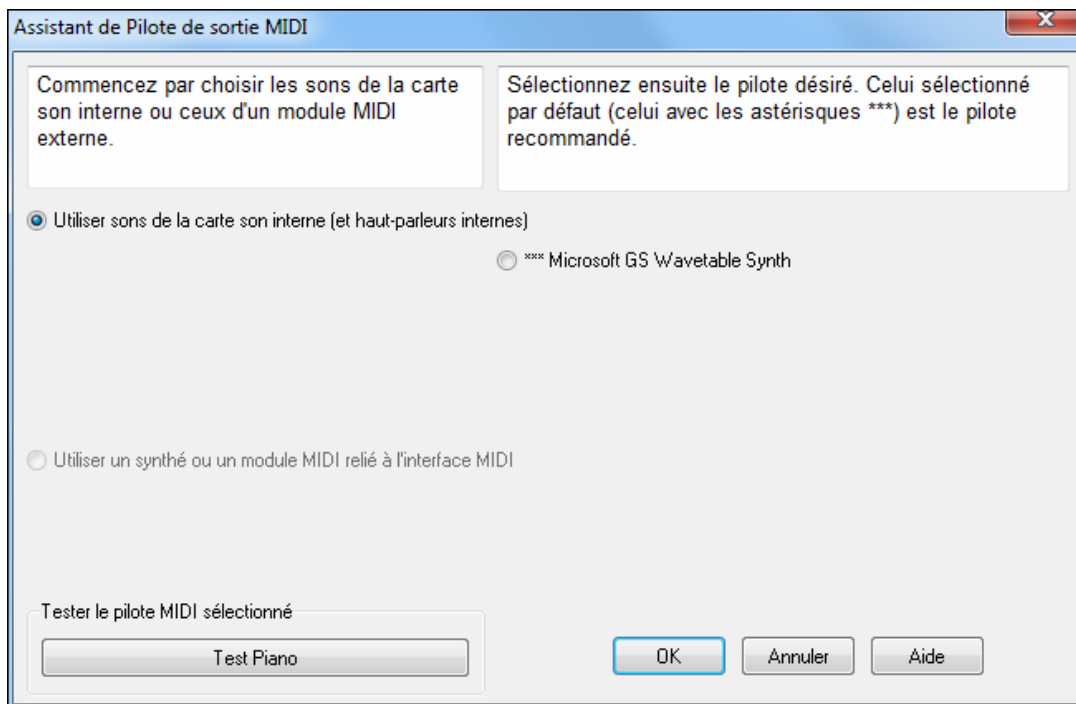 Assistant de Pilote de sortie MIDI
Commencez par choisir les sons de la carte
son interne ou ceux d'un module MIDI
externe.
Sélectionnez ensuite le pilote désiré. Celui sélectionné
par défaut (celui avec les astérisques ***) est le pilote
recommandé.
Utiliser sons de la carte son interne (et haut-parleurs internes)
*** Microsoft GS Wavetable Synth
Utiliser un synthé ou un module MIDI relié à l'interface MIDI
Tester le pilote MIDI sélectionné
Test Piano
OK
Annuler
Aide